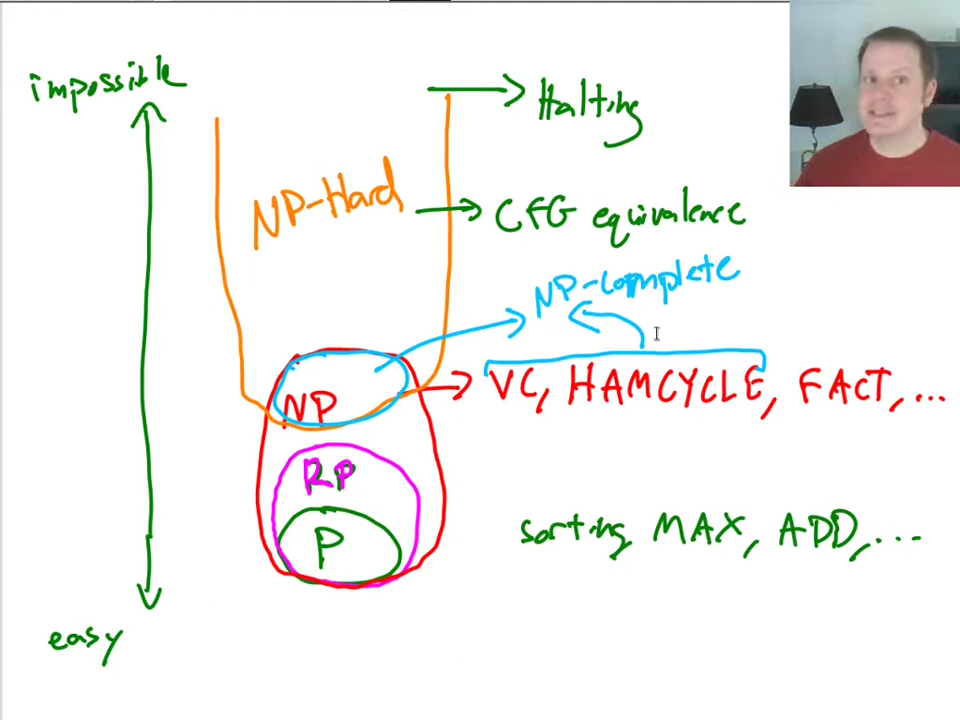 impossible
Halting
NP-Hard
CFG equivalence
NP-complete
NP
VC, HAMCYCLE, FACT, ...
RP
P
sorting, MAX, ADD, ...
easy